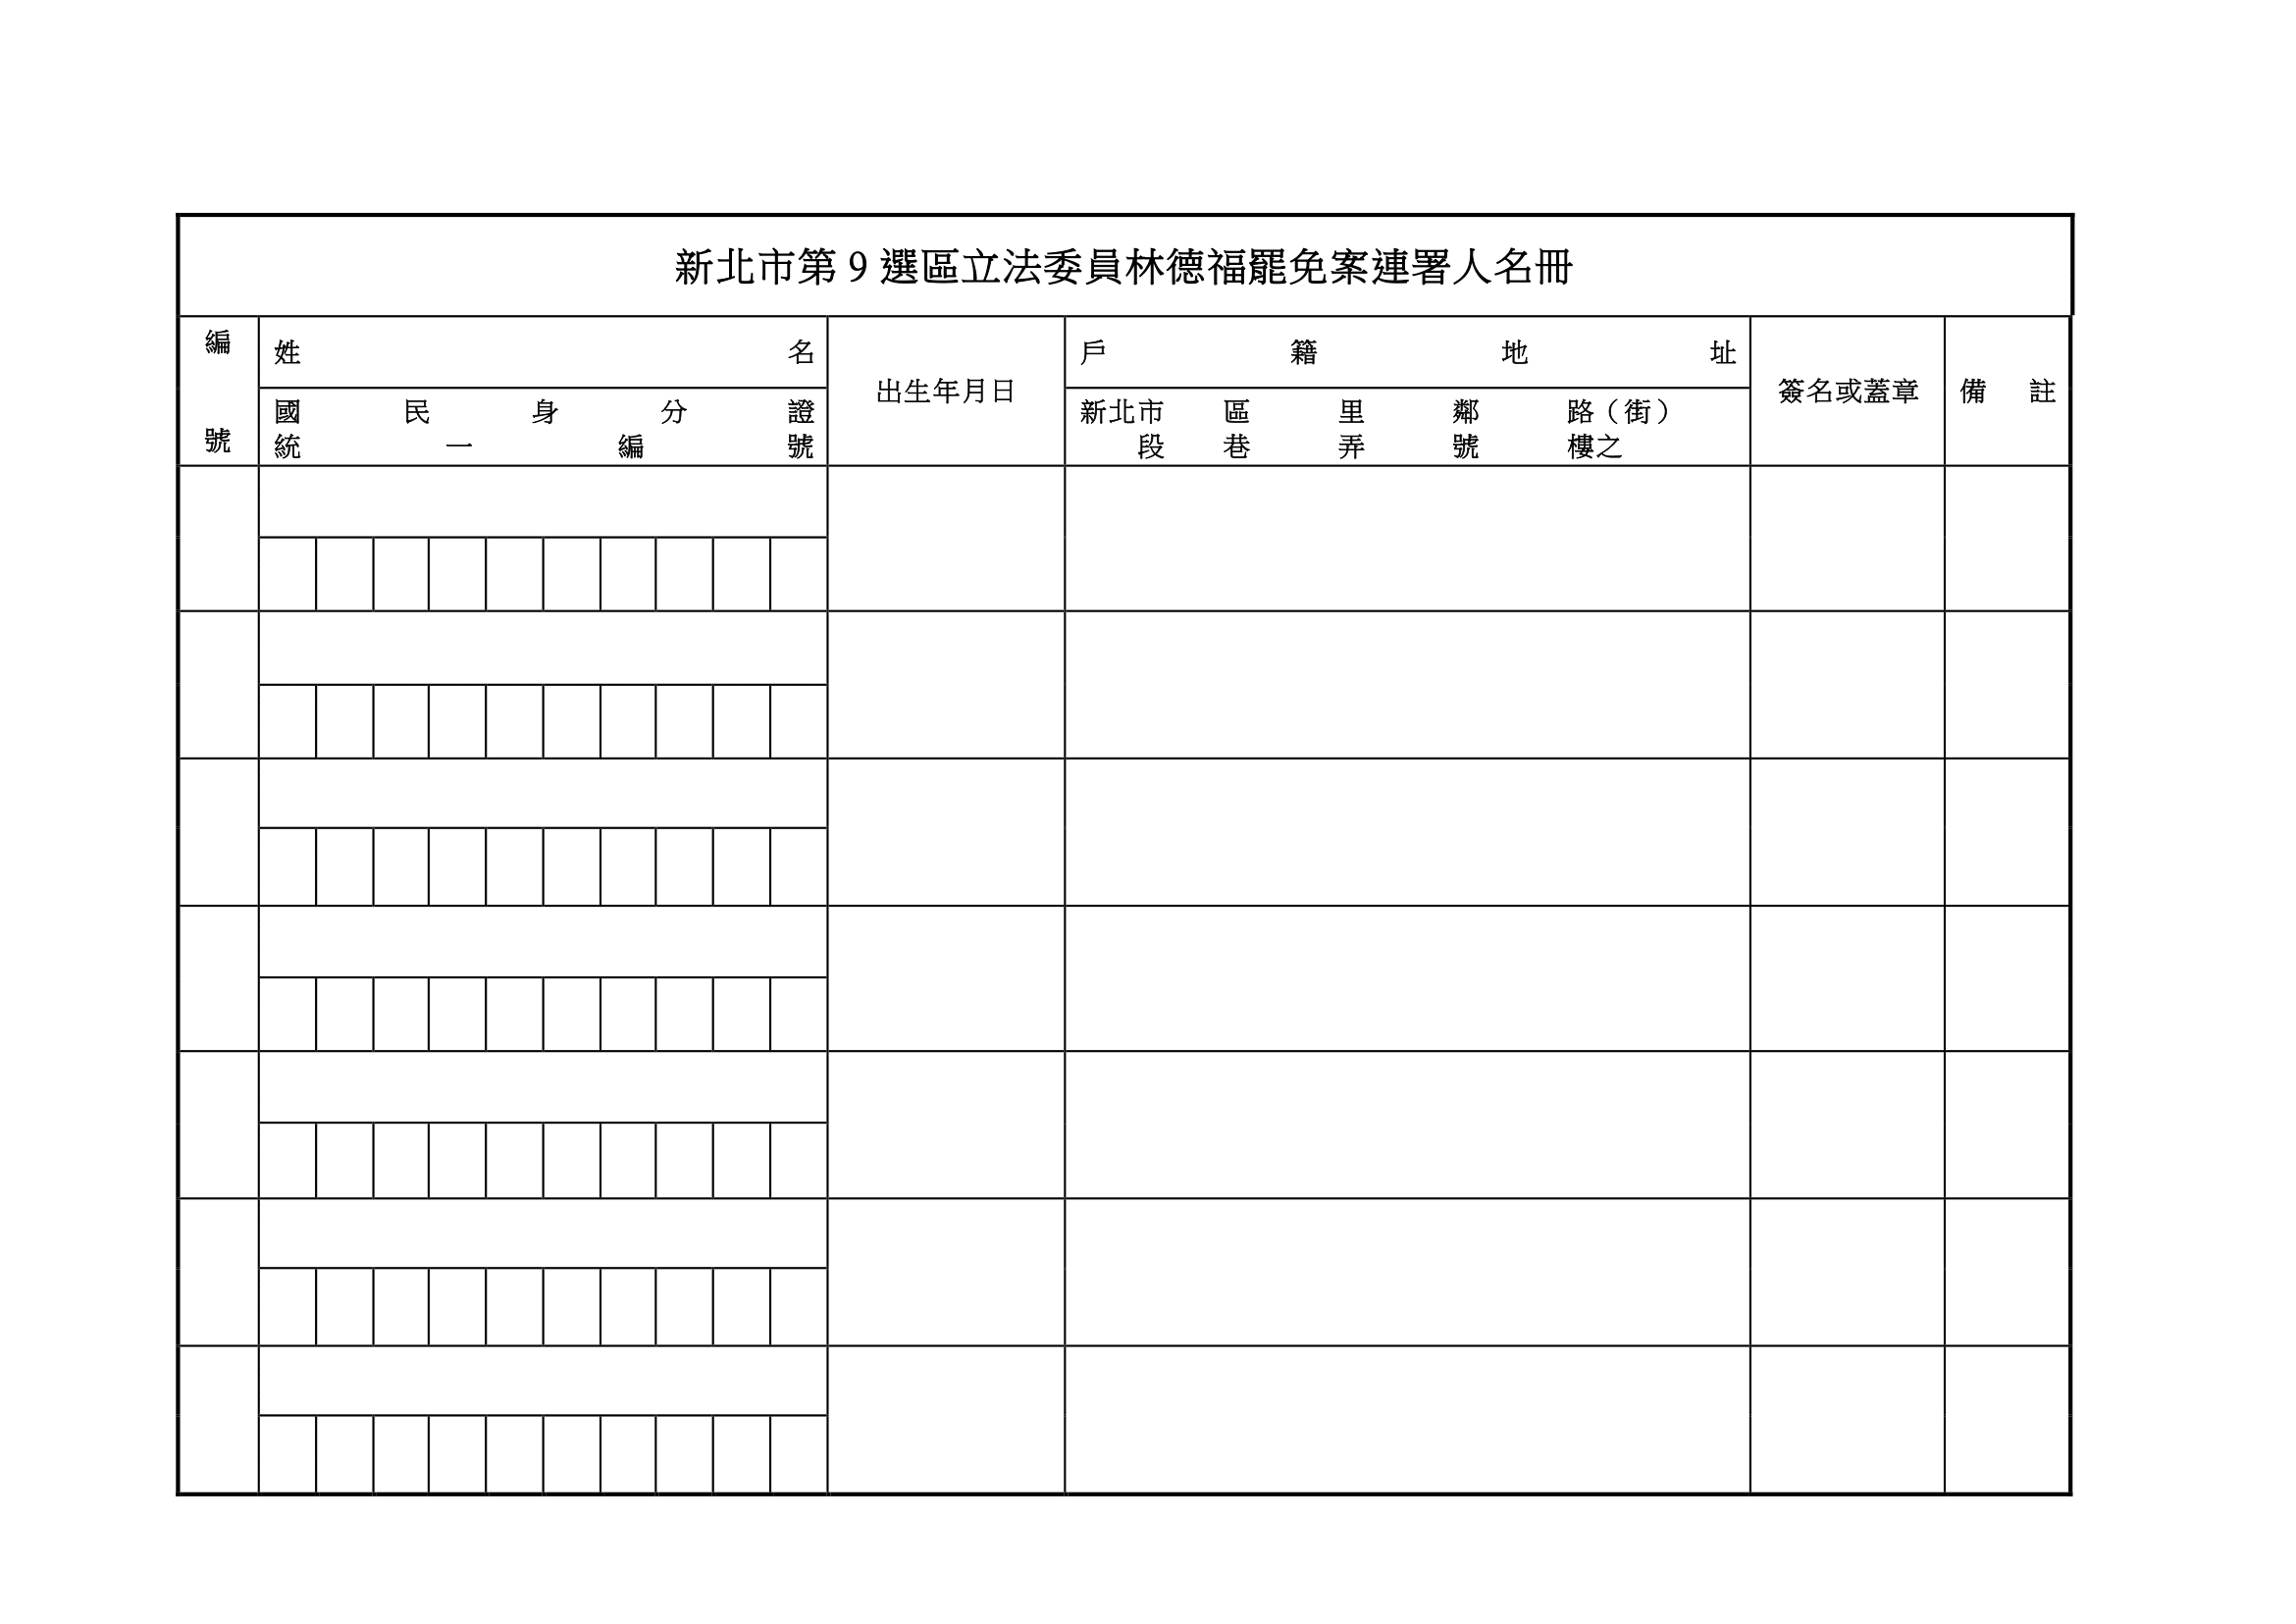 新北市第 9 選區立法委員林德福罷免案連署人名冊
編號
姓名
國民身分證
統一編號
出生年月日
戶籍地址
新北市 區 里 鄰 路（街）
段 巷 弄 號 樓之
簽名或蓋章
備註